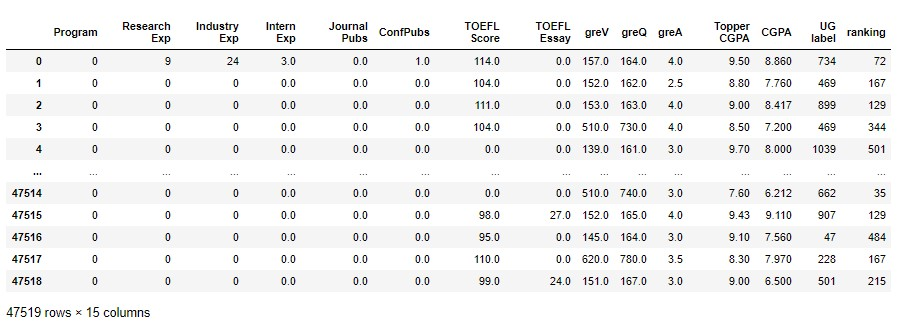 Program Research Exp Industry Exp Intern Exp Journal Pubs ConfPubs TOEFL Score TOEFL Essay greV greQ greA Topper CGPA CGPA UG label ranking
0 0 9 24 3.0 0.0 1.0 114.0 0.0 157.0 164.0 4.0 9.50 8.860 734 72
1 0 0 0 0.0 0.0 0.0 104.0 0.0 152.0 162.0 2.5 8.80 7.760 469 167
2 0 0 0 0.0 0.0 0.0 111.0 0.0 153.0 163.0 4.0 9.00 8.417 899 129
3 0 0 0 0.0 0.0 0.0 104.0 0.0 510.0 730.0 4.0 8.50 7.200 469 344
4 0 0 0 0.0 0.0 0.0 0.0 0.0 139.0 161.0 3.0 9.70 8.000 1039 501
... ... ... ... ... ... ... ... ... ... ... ... ... ... ... ...
47514 0 0 0 0.0 0.0 0.0 0.0 0.0 510.0 740.0 3.0 7.60 6.212 662 35
47515 0 0 0 0.0 0.0 0.0 98.0 27.0 152.0 165.0 4.0 9.43 9.110 907 129
47516 0 0 0 0.0 0.0 0.0 95.0 0.0 145.0 164.0 3.0 9.10 7.560 47 484
47517 0 0 0 0.0 0.0 0.0 110.0 0.0 620.0 780.0 3.5 8.30 7.970 228 167
47518 0 0 0 0.0 0.0 0.0 99.0 24.0 151.0 167.0 3.0 9.00 6.500 501 215
47519 rows × 15 columns